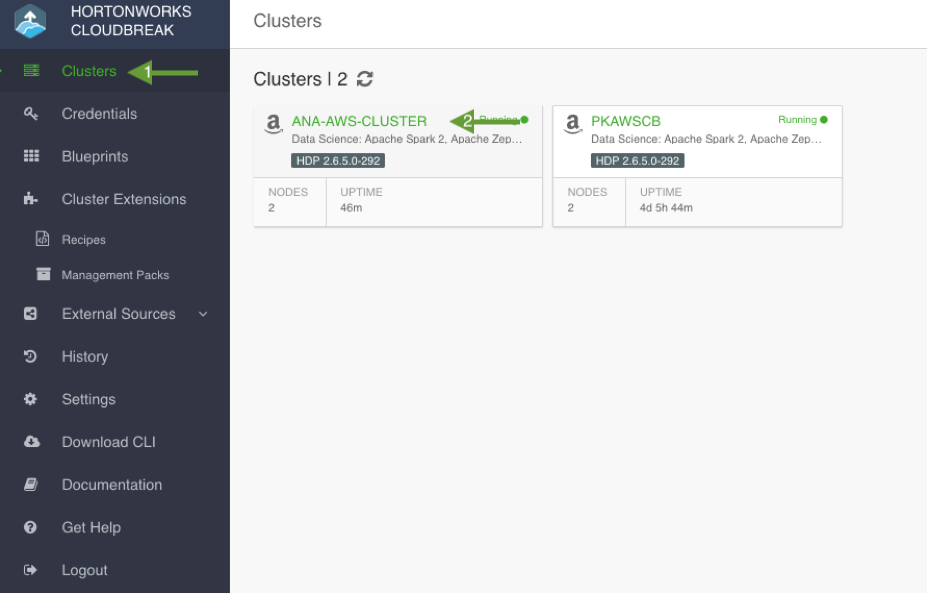 HORTONWORKS
CLOUDBREAK
Clusters
1
Credentials
Blueprints
Cluster Extensions
Recipes
Management Packs
External Sources
History
Settings
Download CLI
Documentation
Get Help
Logout
Clusters
Clusters | 2
a ANA-AWS-CLUSTER 2 Running
Data Science: Apache Spark 2, Apache Zep...
HDP 2.6.5.0-292
NODES UPTIME
2 46m
a PKAWSCB Running
Data Science: Apache Spark 2, Apache Zep...
HDP 2.6.5.0-292
NODES UPTIME
2 4d 5h 44m